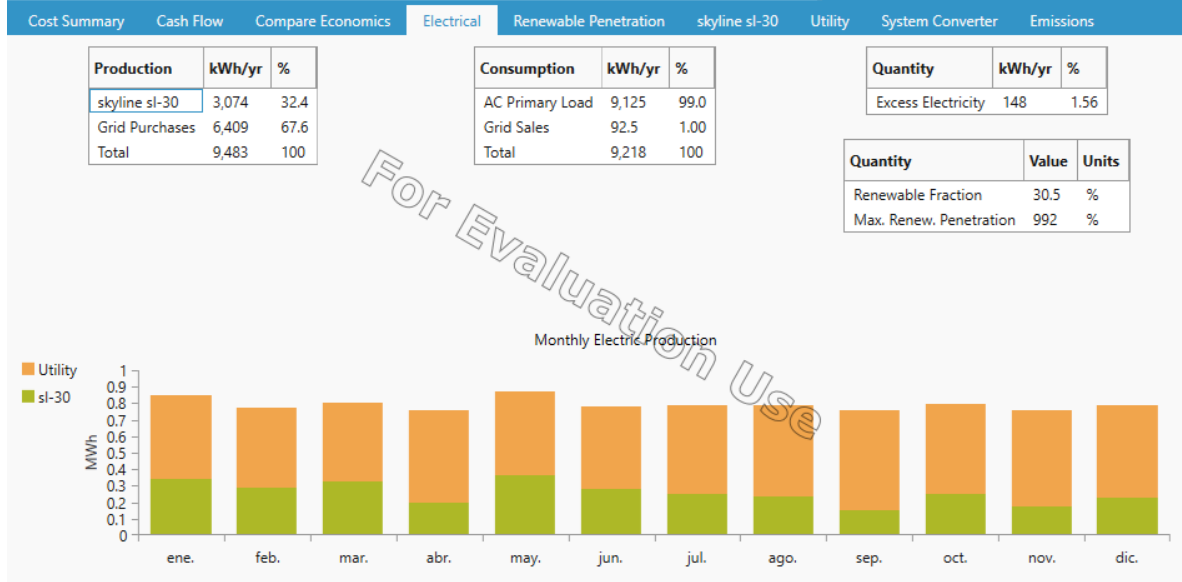 Cost Summary Cash Flow Compare Economics Electrical Renewable Penetration skyline sl-30 Utility System Converter Emissions
Production kWh/yr %
skyline sl-30 3,074 32.4
Grid Purchases 6,409 67.6
Total 9,483 100
Consumption kWh/yr %
AC Primary Load 9,125 99.0
Grid Sales 92.5 1.00
Total 9,218 100
Quantity kWh/yr %
Excess Electricity 148 1.56
Quantity Value Units
Renewable Fraction 30.5 %
Max. Renew. Penetration 992 %
For Evaluation Use
Monthly Electric Production
Utility
sl-30
MWh
1
0.9
0.8
0.7
0.6
0.5
0.4
0.3
0.2
0.1
0
ene. feb. mar. abr. may. jun. jul. ago. sep. oct. nov. dic.